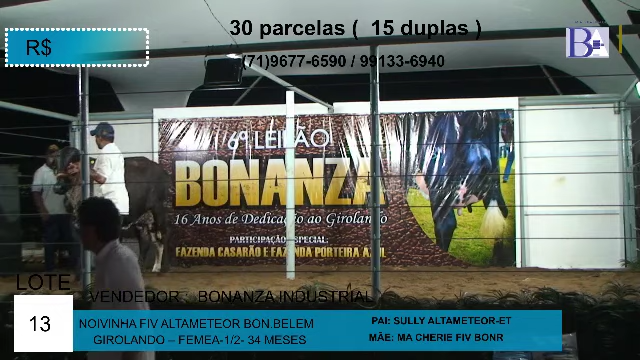 30 parcelas ( 15 duplas )
R$
(71)9677-6590 / 99133-6940
6º LEILÃO
BONANZA
16 Anos de Dedicação ao Girolando
PARTICIPAÇÃO ESPECIAL:
FAZENDA CASARÃO E FAZENDA PORTEIRA AZUL
LOTE
VENDEDOR BONANZA INDUSTRIAL
13
NOIVINHA FIV ALTAMETEOR BON.BELEM
GIROLANDO – FEMEA-1/2- 34 MESES
PAI: SULLY ALTAMETEOR-ET
MÃE: MA CHERIE FIV BONR